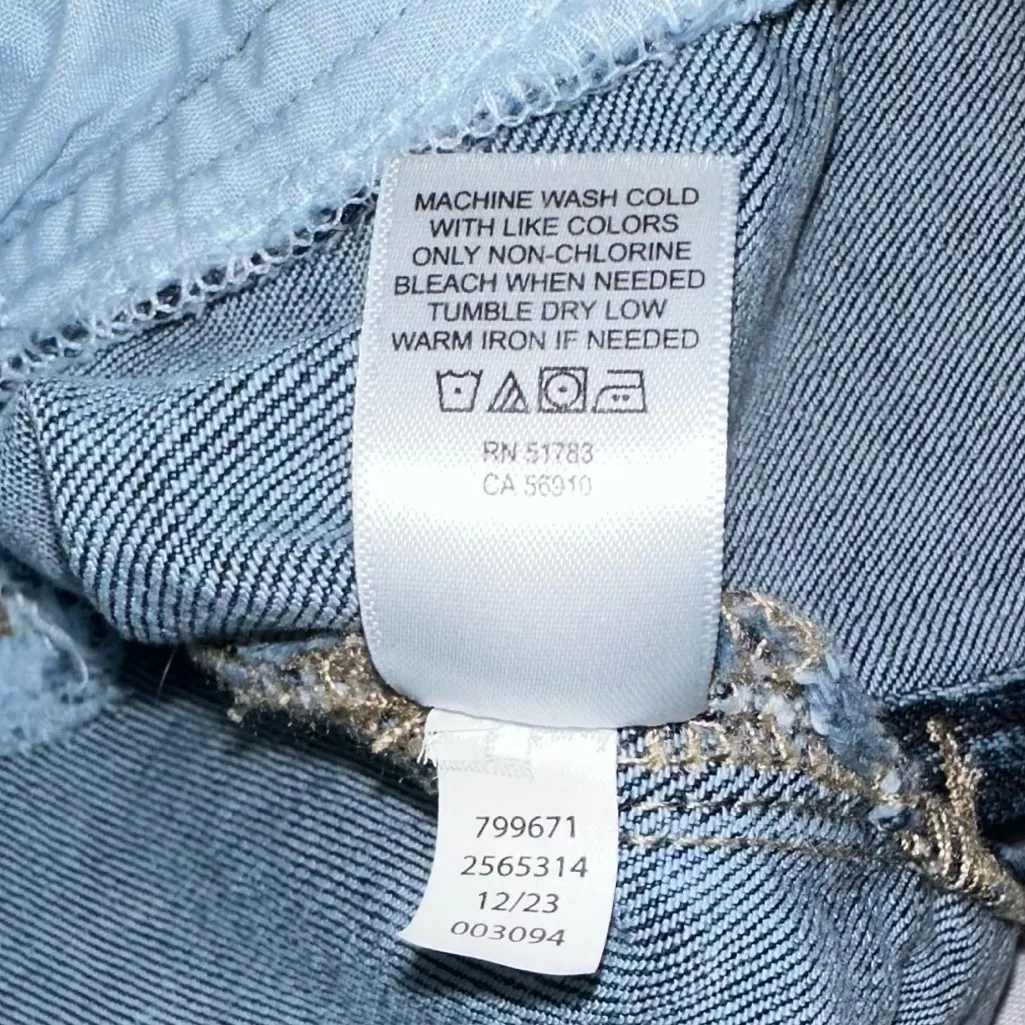 MACHINE WASH COLD
WITH LIKE COLORS
ONLY NON-CHLORINE
BLEACH WHEN NEEDED
TUMBLE DRY LOW
WARM IRON IF NEEDED
RN 51783
CA 56910
799671
2565314
12/23
003094